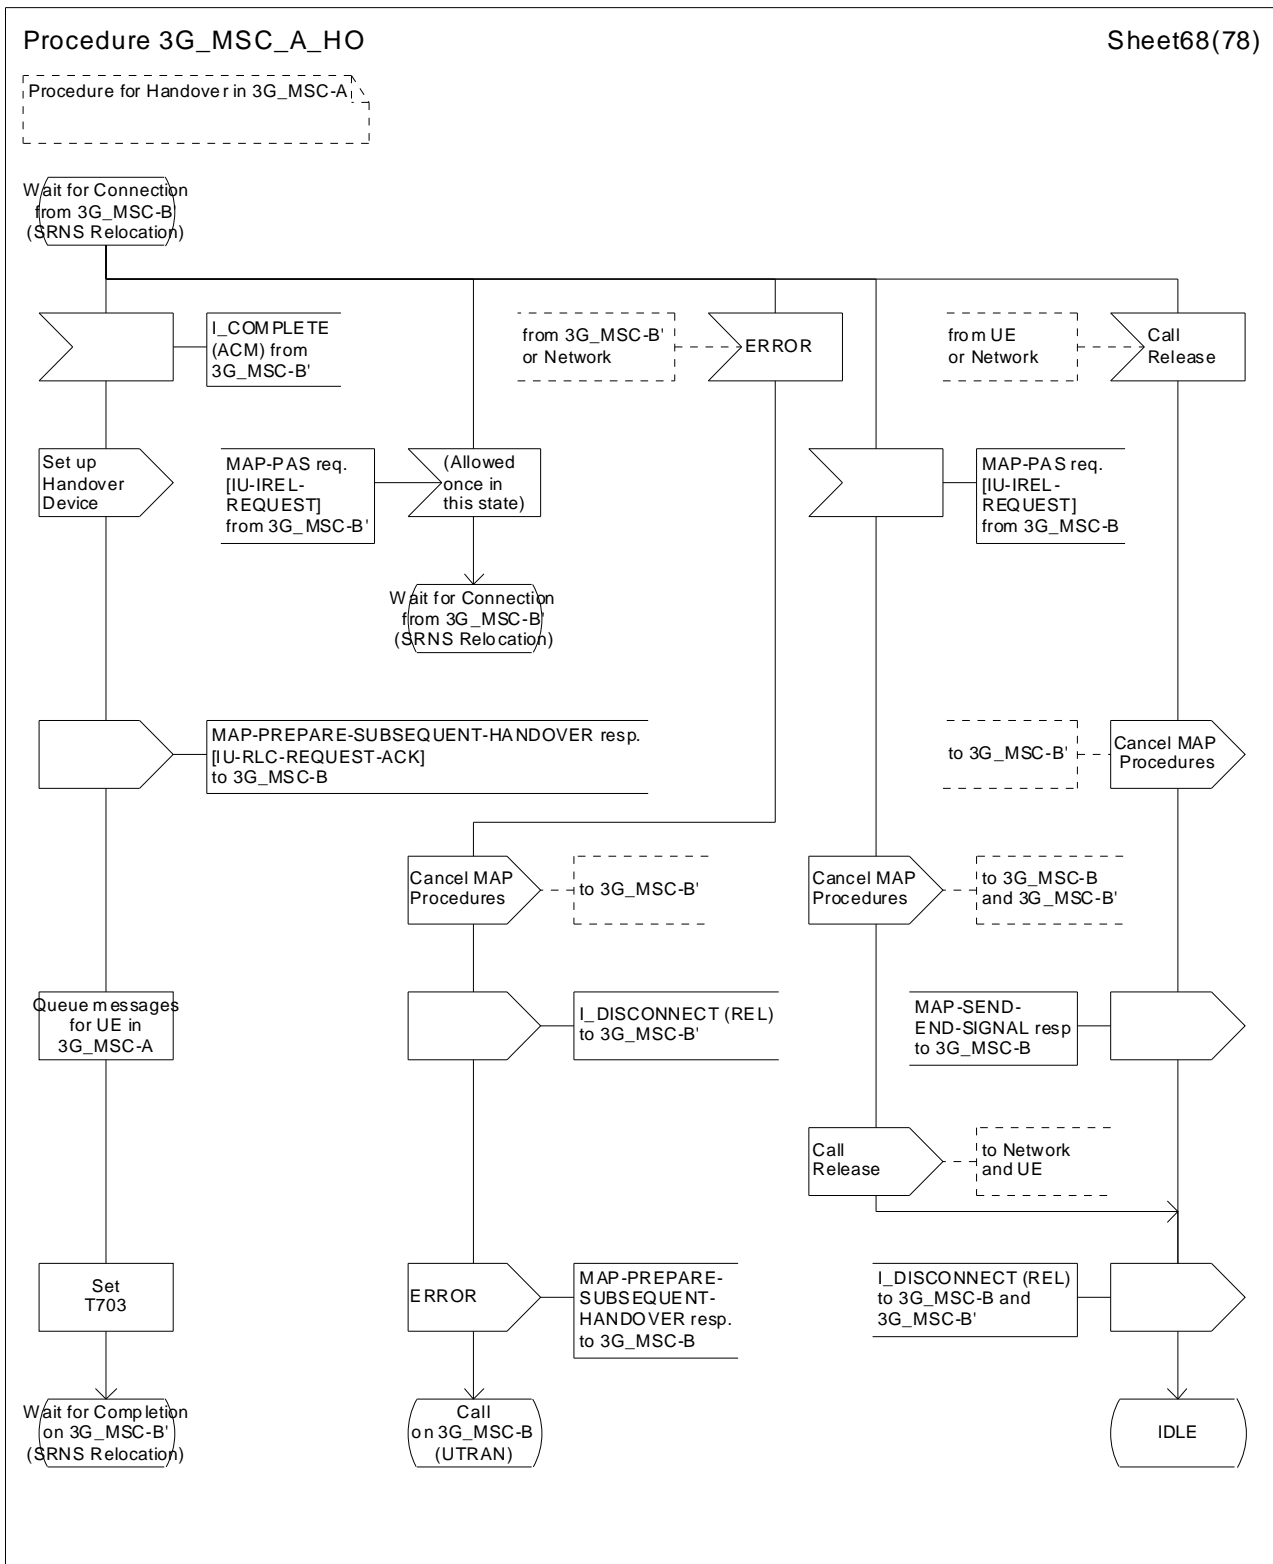 Procedure 3G_MSC_A_HO
Sheet68(78)
Procedure for Handover in 3G_MSC-A
Wait for Connection
from 3G_MSC-B'
(SRNS Relocation)
I_COMPLETE
(ACM) from
3G_MSC-B'
from 3G_MSC-B'
or Network
ERROR
from UE
or Network
Call
Release
Set up
Handover
Device
MAP-PAS req.
[IU-IREL-
REQUEST]
from 3G_MSC-B'
(Allowed
once in
this state)
MAP-PAS req.
[IU-IREL-
REQUEST]
from 3G_MSC-B
Wait for Connection
from 3G_MSC-B'
(SRNS Relocation)
MAP-PREPARE-SUBSEQUENT-HANDOVER resp.
[IU-RLC-REQUEST-ACK]
to 3G_MSC-B
to 3G_MSC-B'
Cancel MAP
Procedures
Cancel MAP
Procedures
to 3G_MSC-B'
Cancel MAP
Procedures
to 3G_MSC-B
and 3G_MSC-B'
Queue messages
for UE in
3G_MSC-A
I_DISCONNECT (REL)
to 3G_MSC-B'
MAP-SEND-
END-SIGNAL resp
to 3G_MSC-B
Call
Release
to Network
and UE
Set
T703
ERROR
MAP-PREPARE-
SUBSEQUENT-
HANDOVER resp.
to 3G_MSC-B
I_DISCONNECT (REL)
to 3G_MSC-B and
3G_MSC-B'
Wait for Completion
on 3G_MSC-B'
(SRNS Relocation)
Call
on 3G_MSC-B
(UTRAN)
IDLE